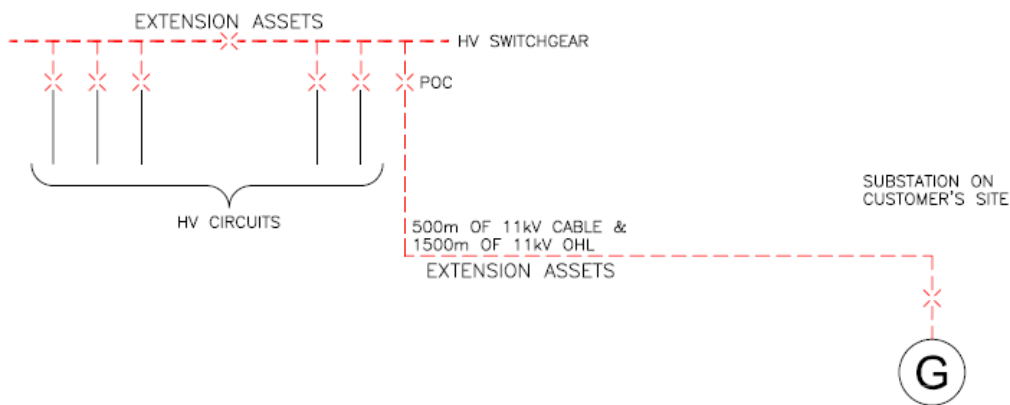 EXTENSION ASSETS
HV SWITCHGEAR
POC
HV CIRCUITS
SUBSTATION ON
CUSTOMER'S SITE
500m OF 11kV CABLE &
1500m OF 11kV OHL
EXTENSION ASSETS
G